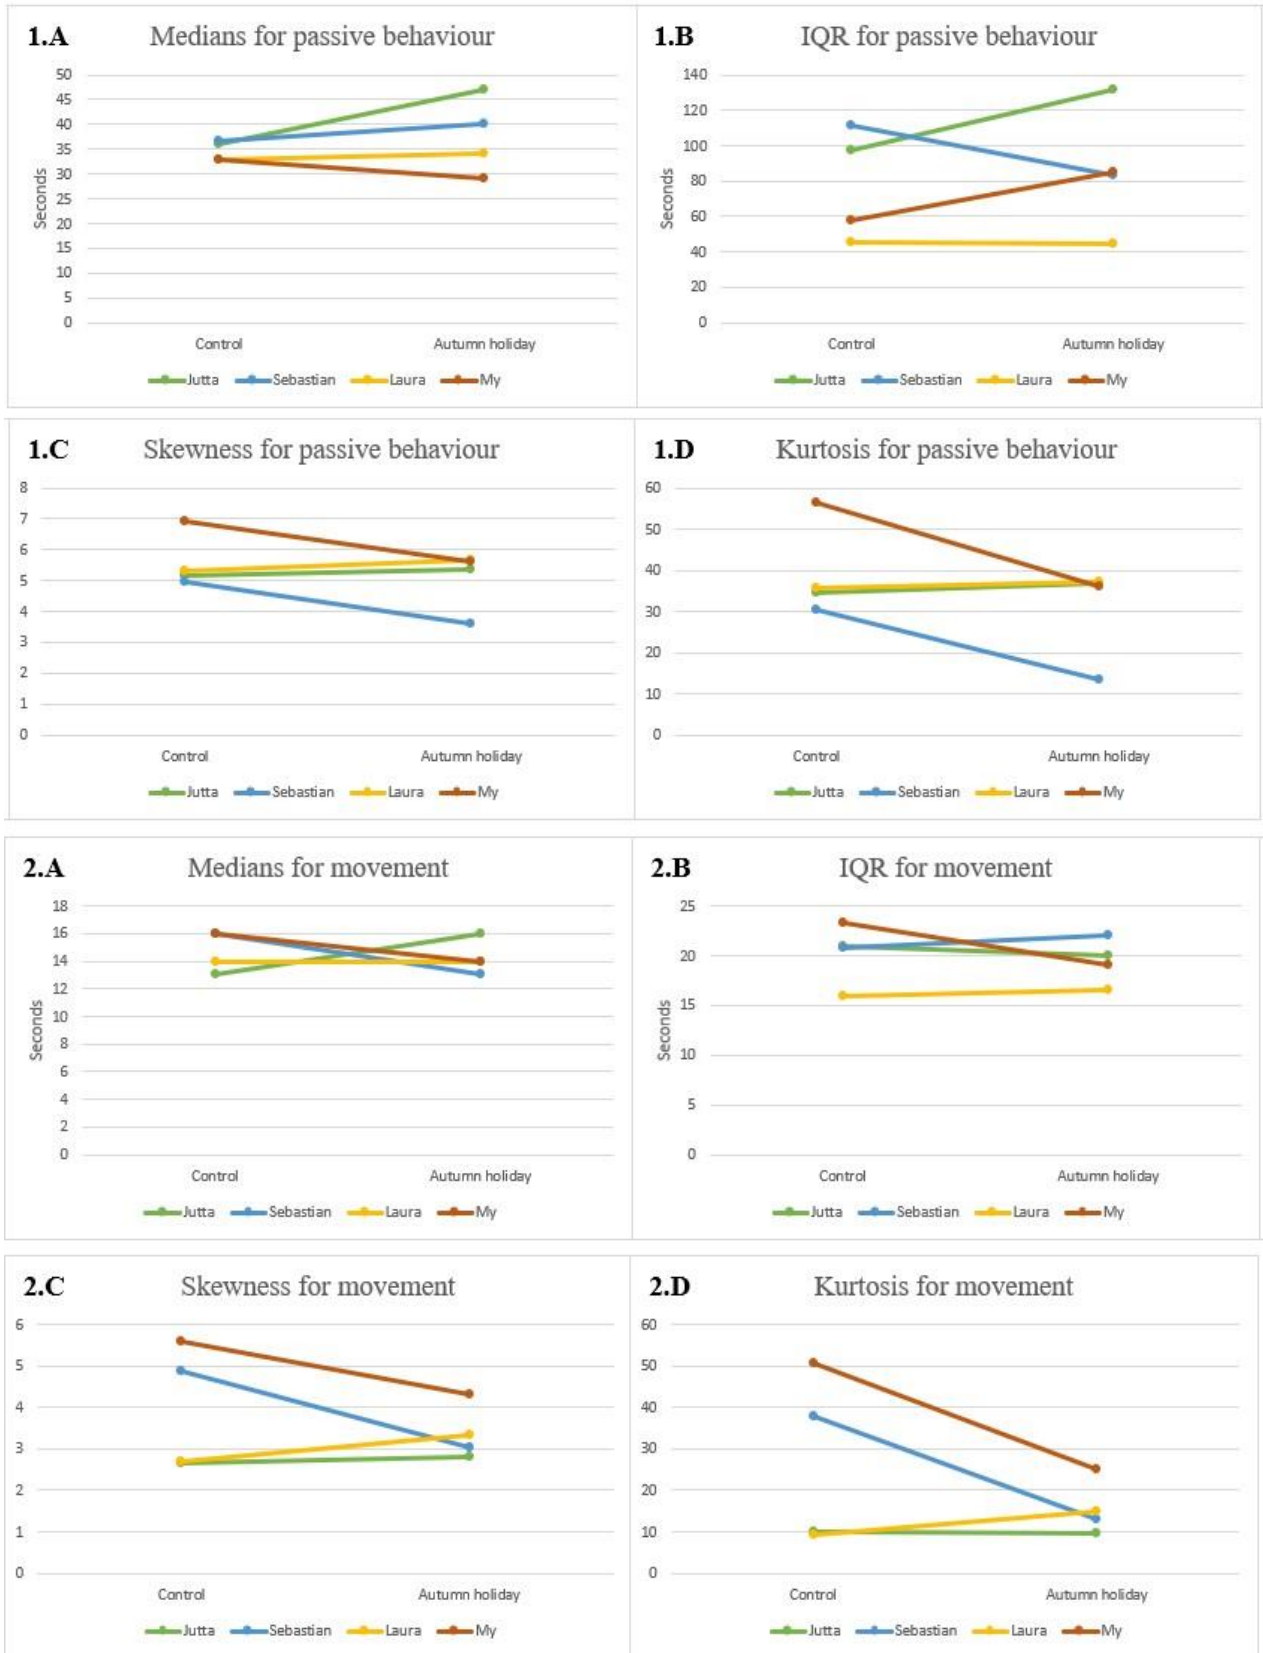 1.A Medians for passive behaviour
50
45
40
35
30
25
20
15
10
5
0
Seconds
Control Autumn holiday
Jutta Sebastian Laura My
1.B IQR for passive behaviour
140
120
100
80
60
40
20
0
Seconds
Control Autumn holiday
Jutta Sebastian Laura My
1.C Skewness for passive behaviour
8
7
6
5
4
3
2
1
0
Control Autumn holiday
Jutta Sebastian Laura My
1.D Kurtosis for passive behaviour
60
50
40
30
20
10
0
Control Autumn holiday
Jutta Sebastian Laura My
2.A Medians for movement
18
16
14
12
10
8
6
4
2
0
Seconds
Control Autumn holiday
Jutta Sebastian Laura My
2.B IQR for movement
25
20
15
10
5
0
Seconds
Control Autumn holiday
Jutta Sebastian Laura My
2.C Skewness for movement
6
5
4
3
2
1
0
Control Autumn holiday
Jutta Sebastian Laura My
2.D Kurtosis for movement
60
50
40
30
20
10
0
Control Autumn holiday
Jutta Sebastian Laura My